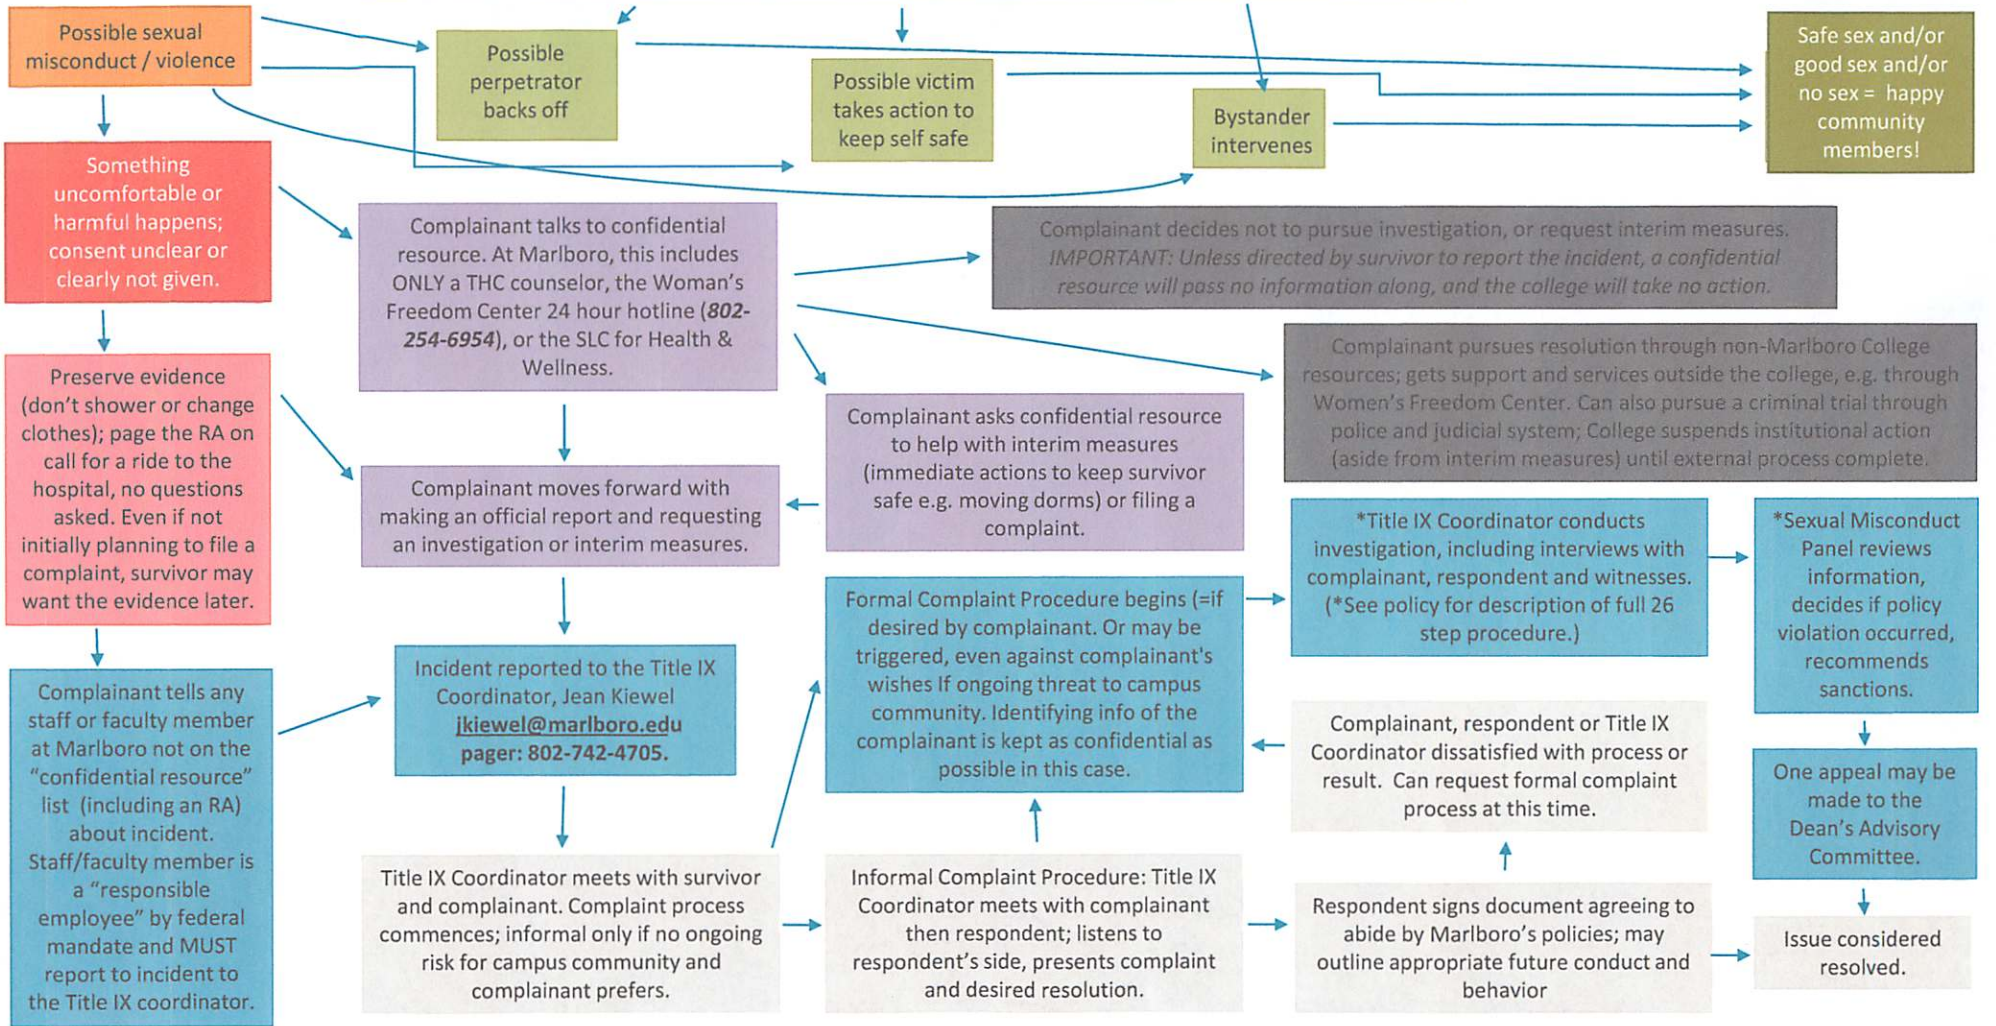 Possible sexual
misconduct / violence
Possible
perpetrator
backs off
Possible victim
takes action to
keep self safe
Bystander
intervenes
Safe sex and/or
good sex and/or
no sex = happy
community
members!
Something
uncomfortable or
harmful happens;
consent unclear or
clearly not given.
Complainant talks to confidential
resource. At Marlboro, this includes
ONLY a THC counselor, the Woman's
Freedom Center 24 hour hotline (802-
254-6954), or the SLC for Health &
Wellness.
Complainant decides not to pursue investigation, or request interim measures.
IMPORTANT: Unless directed by survivor to report the incident, a confidential
resource will pass no information along, and the college will take no action.
Complainant pursues resolution through non-Marlboro College
resources; gets support and services outside the college, e.g. through
Women's Freedom Center. Can also pursue a criminal trial through
police and judicial system; College suspends institutional action
(aside from interim measures) until external process complete.
Preserve evidence
(don't shower or change
clothes); page the RA on
call for a ride to the
hospital, no questions
asked. Even if not
initially planning to file a
complaint, survivor may
want the evidence later.
Complainant asks confidential resource
to help with interim measures
(immediate actions to keep survivor
safe e.g. moving dorms) or filing a
complaint.
Complainant moves forward with
making an official report and requesting
an investigation or interim measures.
*Title IX Coordinator conducts
investigation, including interviews with
complainant, respondent and witnesses.
(*See policy for description of full 26
step procedure.)
*Sexual Misconduct
Panel reviews
information,
decides if policy
violation occurred,
recommends
sanctions.
Formal Complaint Procedure begins (=if
desired by complainant. Or may be
triggered, even against complainant's
wishes If ongoing threat to campus
community. Identifying info of the
complainant is kept as confidential as
possible in this case.
Incident reported to the Title IX
Coordinator, Jean Kiewel
jkiewel@marlboro.edu
pager: 802-742-4705.
Complainant tells any
staff or faculty member
at Marlboro not on the
"confidential resource"
list (including an RA)
about incident.
Staff/faculty member is
a "responsible
employee" by federal
mandate and MUST
report to incident to
the Title IX coordinator.
Complainant, respondent or Title IX
Coordinator dissatisfied with process or
result. Can request formal complaint
process at this time.
One appeal may be
made to the
Dean's Advisory
Committee.
Title IX Coordinator meets with survivor
and complainant. Complaint process
commences; informal only if no ongoing
risk for campus community and
complainant prefers.
Informal Complaint Procedure: Title IX
Coordinator meets with complainant
then respondent; listens to
respondent's side, presents complaint
and desired resolution.
Respondent signs document agreeing to
abide by Marlboro's policies; may
outline appropriate future conduct and
behavior
Issue considered
resolved.